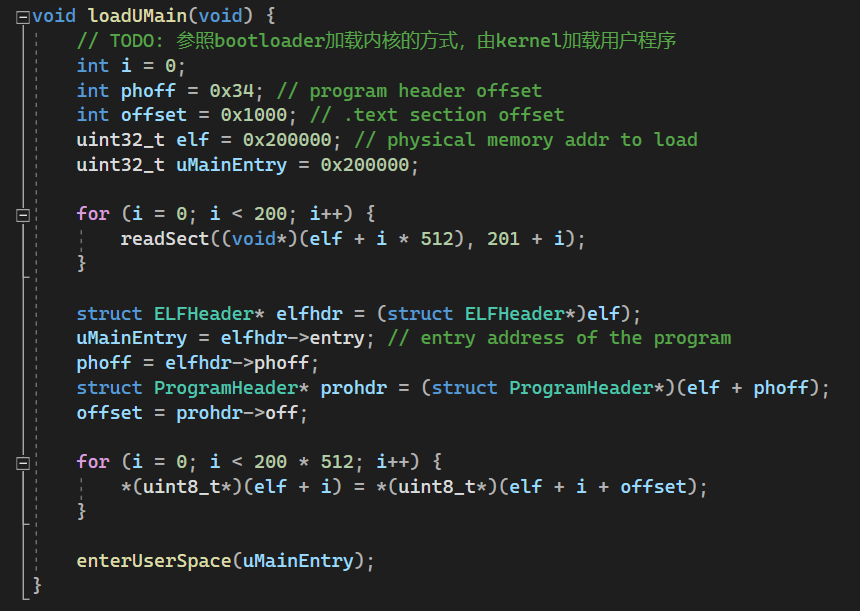 void loadUMain(void) {
    // TODO: 参照bootloader加载内核的方式，由kernel加载用户程序
    int i = 0;
    int phoff = 0x34; // program header offset
    int offset = 0x1000; // .text section offset
    uint32_t elf = 0x200000; // physical memory addr to load
    uint32_t uMainEntry = 0x200000;
    for (i = 0; i < 200; i++) {
        readSect((void*)(elf + i * 512), 201 + i);
    }
    struct ELFHeader* elfhdr = (struct ELFHeader*)elf);
    uMainEntry = elfhdr->entry; // entry address of the program
    phoff = elfhdr->phoff;
    struct ProgramHeader* prohdr = (struct ProgramHeader*)(elf + phoff);
    offset = prohdr->off;
    for (i = 0; i < 200 * 512; i++) {
        *(uint8_t*)(elf + i) = *(uint8_t*)(elf + i + offset);
    }
    enterUserSpace(uMainEntry);
}